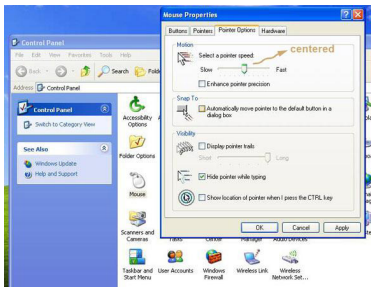 Mouse Properties
Buttons Pointers Pointer Options Hardware
Motion
Select a pointer speed:
centered
Slow Fast
Enhance pointer precision
Snap To
Automatically move pointer to the default button in a
dialog box
Visibility
Display pointer trails
Short Long
Hide pointer while typing
Show location of pointer when I press the CTRL key
OK Cancel Apply
Control Panel
File Edit View Favorites Tools Help
Back Search Fold
Address Control Panel
Control Panel
Switch to Category View
See Also
Windows Update
Help and Support
Accessibility
Options
Folder Options
Mouse
Scanners and
Cameras
Taskbar and
Start Menu
User Accounts
Windows
Firewall
Wireless Link
Wireless
Network Set...